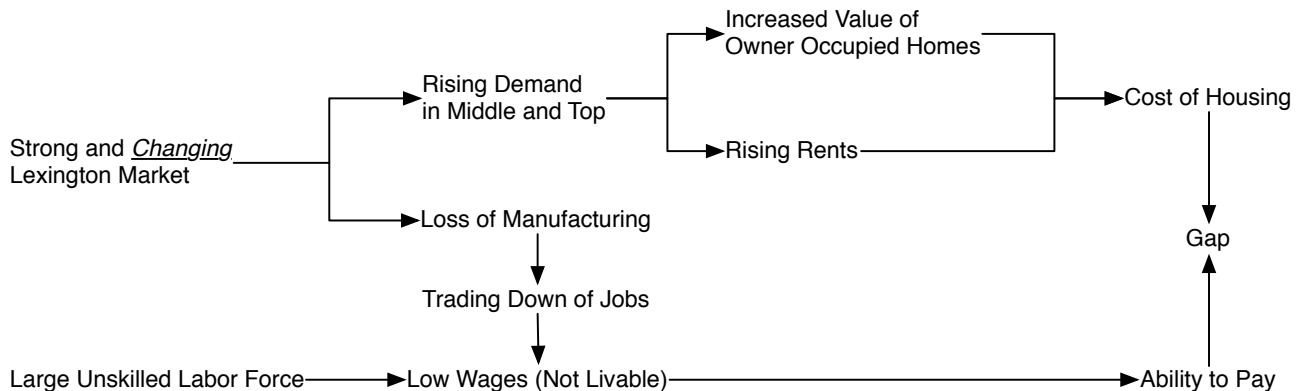 Increased Value of
Owner Occupied Homes
Rising Demand
in Middle and Top
Cost of Housing
Strong and Changing
Lexington Market
Rising Rents
Loss of Manufacturing
Gap
Trading Down of Jobs
Large Unskilled Labor Force
Low Wages (Not Livable)
Ability to Pay